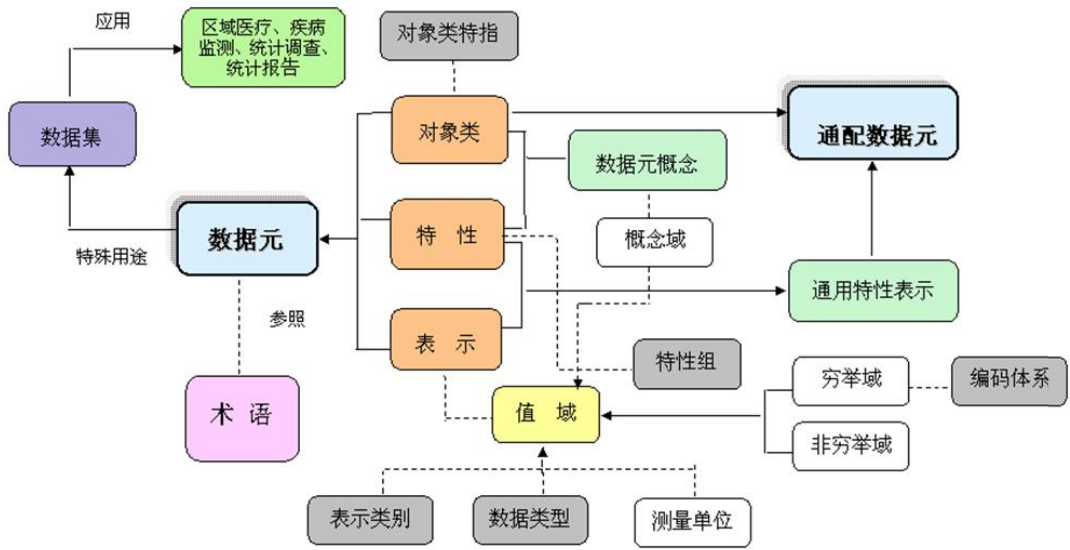 应用
区域医疗、疾病
监测、统计调查、
统计报告
对象类特指
数据集
对象类
数据元概念
通配数据元
特殊用途
数据元
特 性
概念域
通用特性表示
参照
表 示
特性组
穷举域
编码体系
术 语
值 域
非穷举域
表示类别
数据类型
测量单位